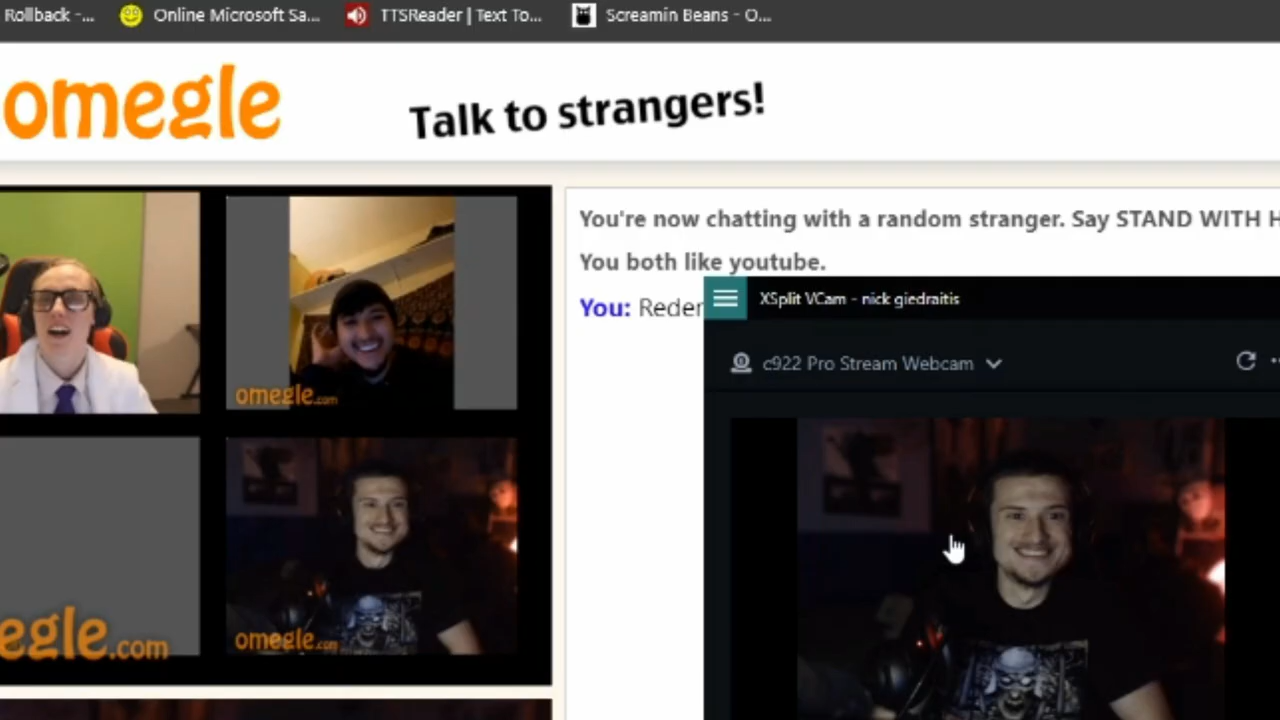 Rollback -... Online Microsoft Sa... TTSReader | Text To... Screamin Beans - O...
omegle Talk to strangers!
You're now chatting with a random stranger. Say STAND WITH H
You both like youtube.
You: Reder
XSplit VCam - nick giedraitis
c922 Pro Stream Webcam
omegle.com
egle.com
omegle.com